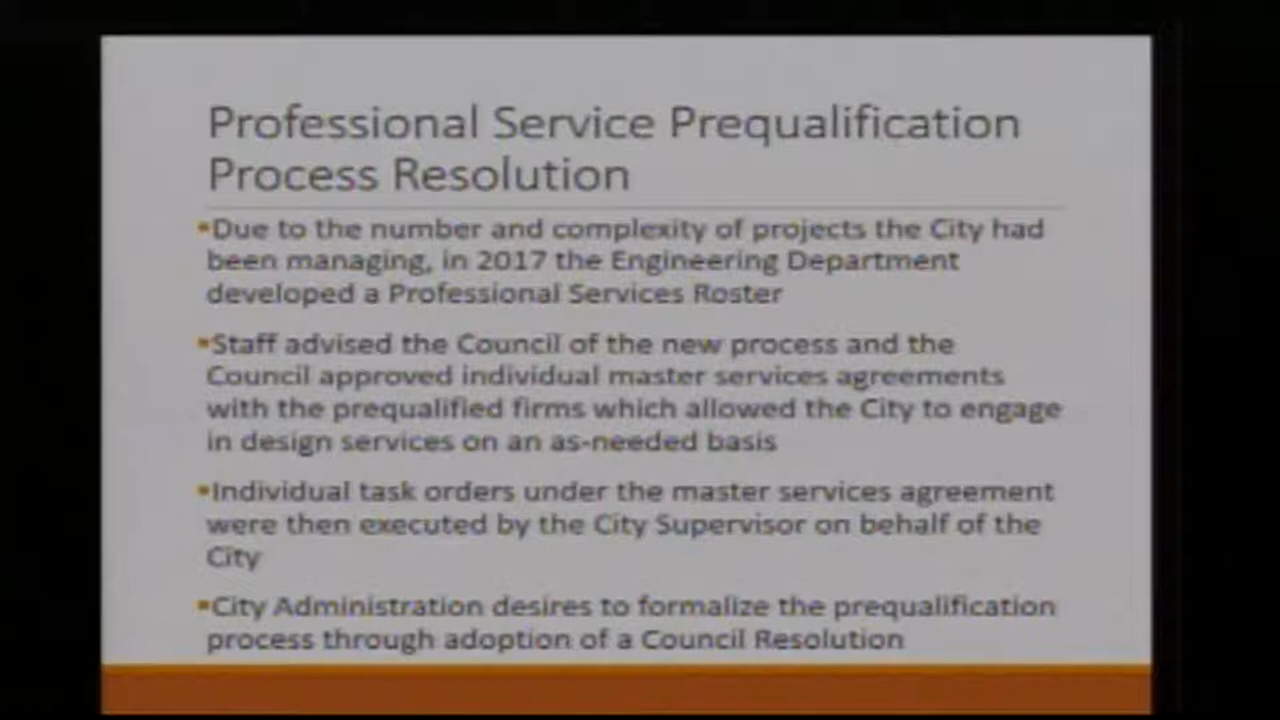 Professional Service Prequalification
Process Resolution
▪Due to the number and complexity of projects the City had
been managing, in 2017 the Engineering Department
developed a Professional Services Roster
▪Staff advised the Council of the new process and the
Council approved individual master services agreements
with the prequalified firms which allowed the City to engage
in design services on an as-needed basis
▪Individual task orders under the master services agreement
were then executed by the City Supervisor on behalf of the
City
▪City Administration desires to formalize the prequalification
process through adoption of a Council Resolution